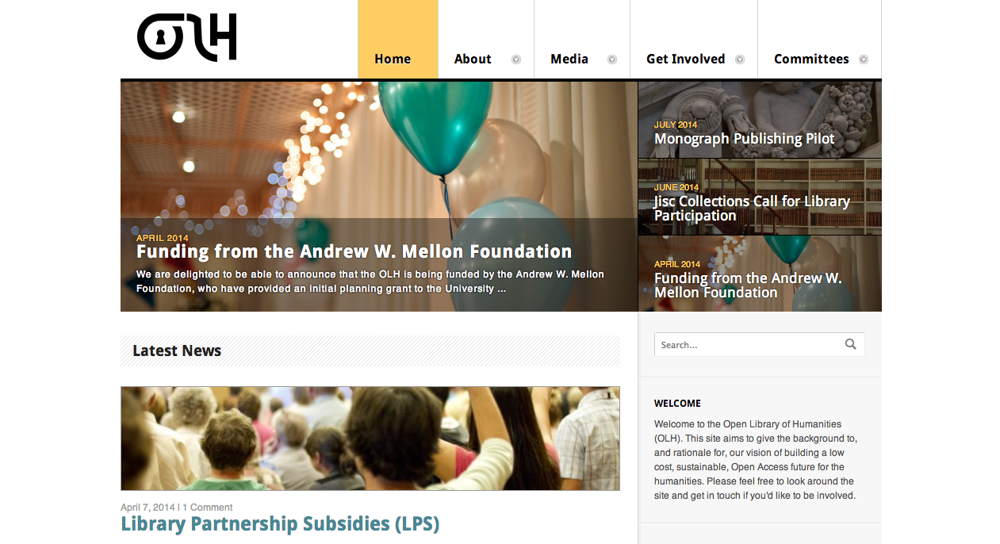 OLH
Home
About
Media
Get Involved
Committees
APRIL 2014
Funding from the Andrew W. Mellon Foundation
We are delighted to be able to announce that the OLH is being funded by the Andrew W. Mellon
Foundation, who have provided an initial planning grant to the University ...
JULY 2014
Monograph Publishing Pilot
JUNE 2014
Jisc Collections Call for Library
Participation
APRIL 2014
Funding from the Andrew W.
Mellon Foundation
Latest News
April 7, 2014 | 1 Comment
Library Partnership Subsidies (LPS)
Search...
WELCOME
Welcome to the Open Library of Humanities
(OLH). This site aims to give the background to,
and rationale for, our vision of building a low
cost, sustainable, Open Access future for the
humanities. Please feel free to look around the
site and get in touch if you'd like to be involved.